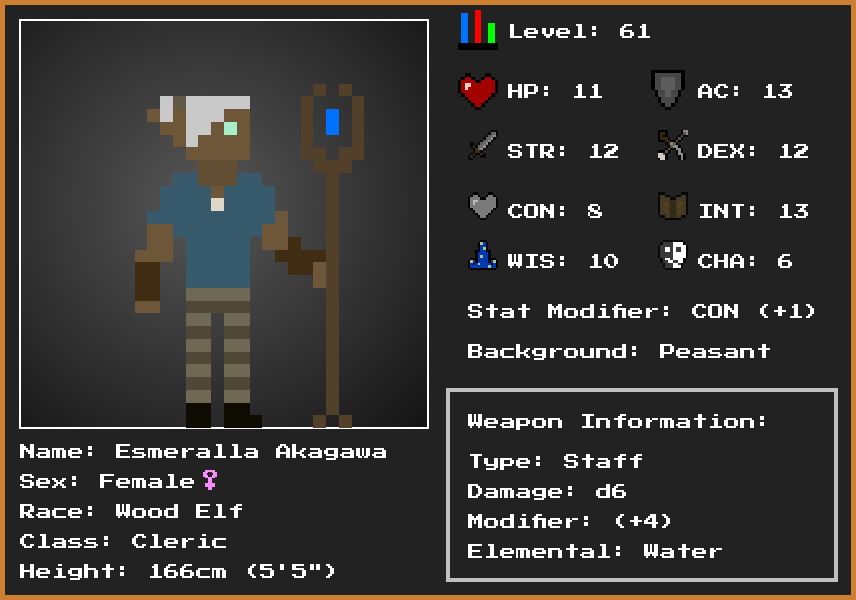 Level: 61
HP: 11 AC: 13
STR: 12 DEX: 12
CON: 8 INT: 13
WIS: 10 CHA: 6
Stat Modifier: CON (+1)
Background: Peasant
Weapon Information:
Type: Staff
Damage: d6
Modifier: (+4)
Elemental: Water
Name: Esmeralla Akagawa
Sex: Female♀
Race: Wood Elf
Class: Cleric
Height: 166cm (5'5")